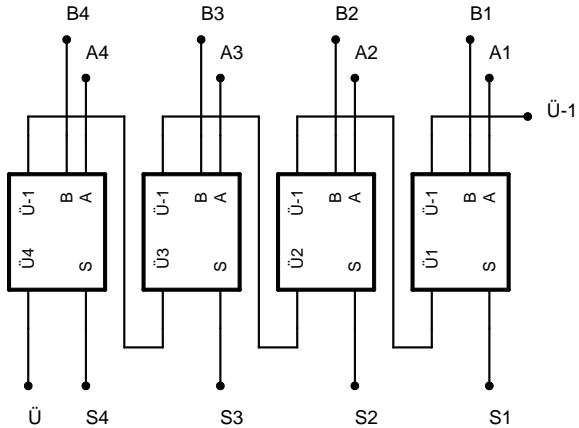 B4 B3 B2 B1
A4 A3 A2 A1
Ü-1
Ü-1 B A Ü-1 B A Ü-1 B A Ü-1 B A
Ü4 S Ü3 S Ü2 S Ü1 S
Ü S4 S3 S2 S1